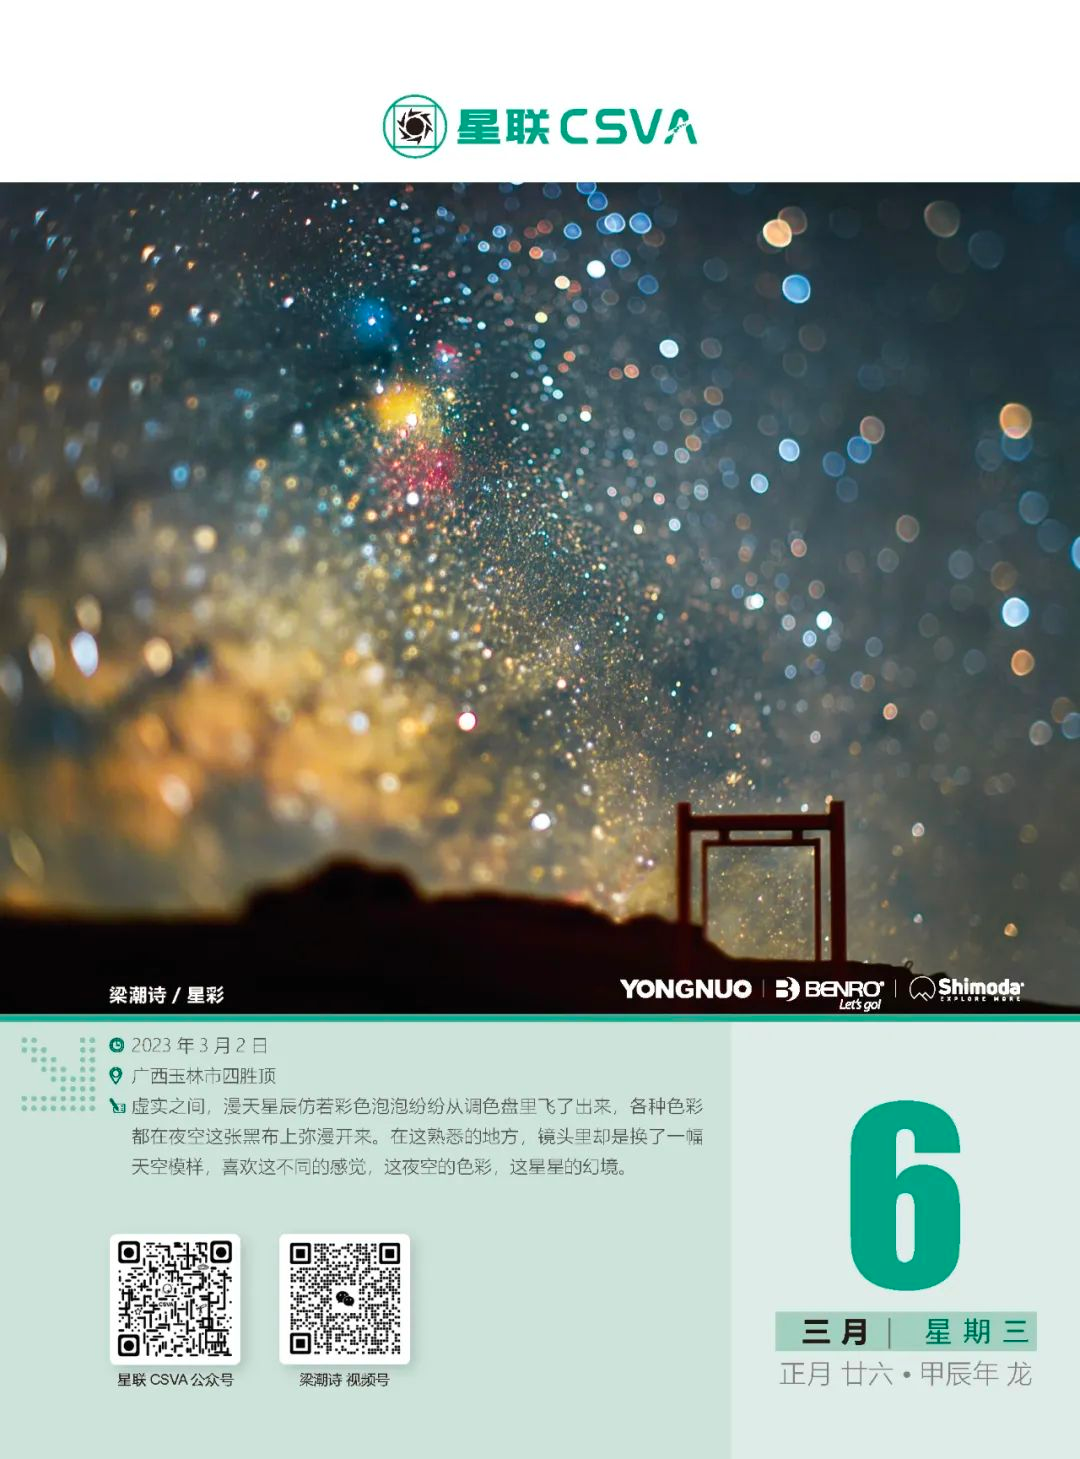 星联CSVA
梁潮诗 / 星彩
YONGNUO | BENRO Let's go! | Shimoda EXPLORE MORE
2023 年 3 月 2 日
广西玉林市四胜顶
虚实之间，漫天星辰仿若彩色泡泡纷纷从调色盘里飞了出来，各种色彩
都在夜空这张黑布上弥漫开来。在这熟悉的地方，镜头里却是换了一幅
天空模样，喜欢这不同的感觉，这夜空的色彩，这星星的幻境。
星联 CSVA 公众号
梁潮诗 视频号
6
三月 | 星期三
正月 廿六 • 甲辰年 龙